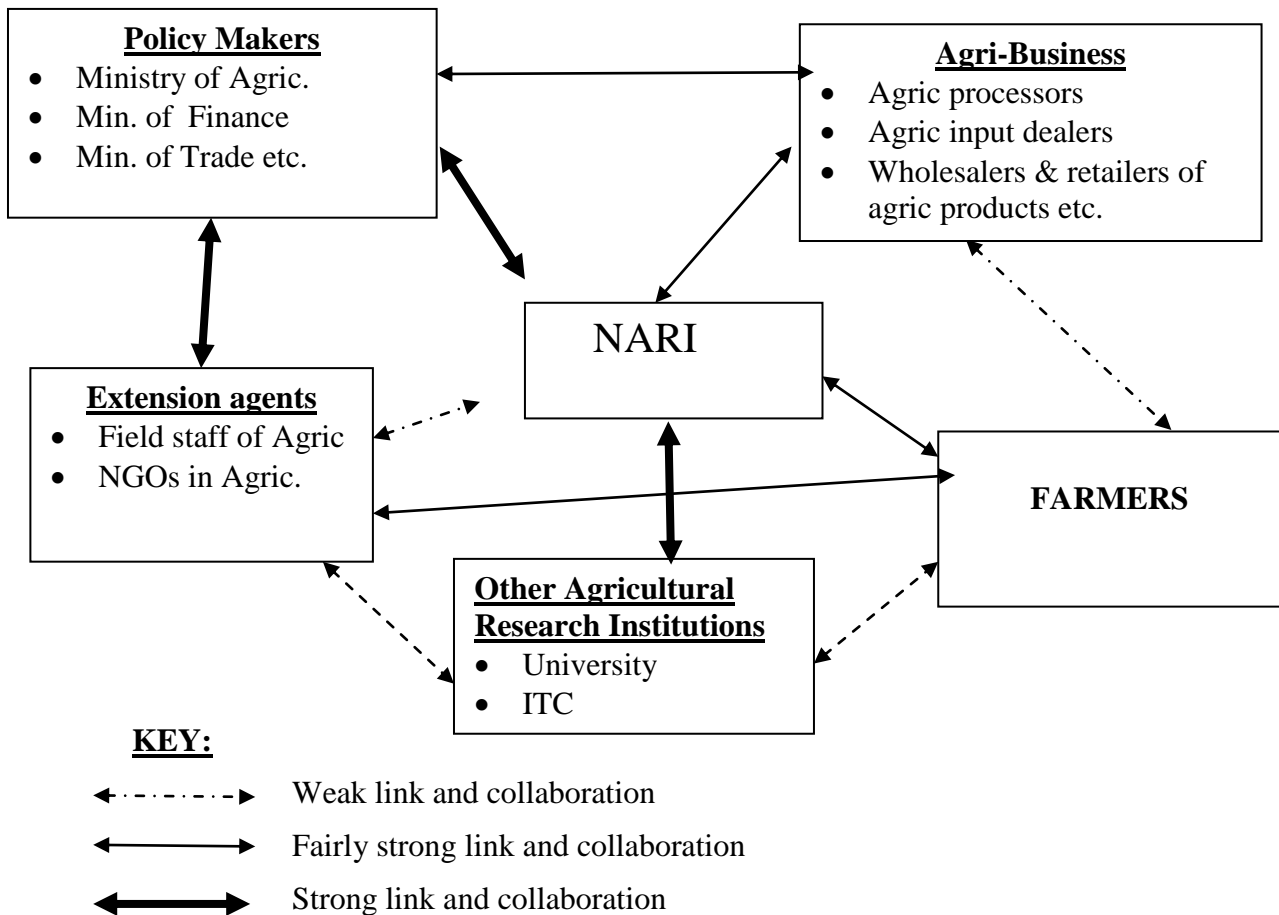 Policy Makers
• Ministry of Agric.
• Min. of Finance
• Min. of Trade etc.
Agri-Business
• Agric processors
• Agric input dealers
• Wholesalers & retailers of
agric products etc.
NARI
Extension agents
• Field staff of Agric
• NGOs in Agric.
FARMERS
Other Agricultural
Research Institutions
• University
• ITC
KEY:
Weak link and collaboration
Fairly strong link and collaboration
Strong link and collaboration